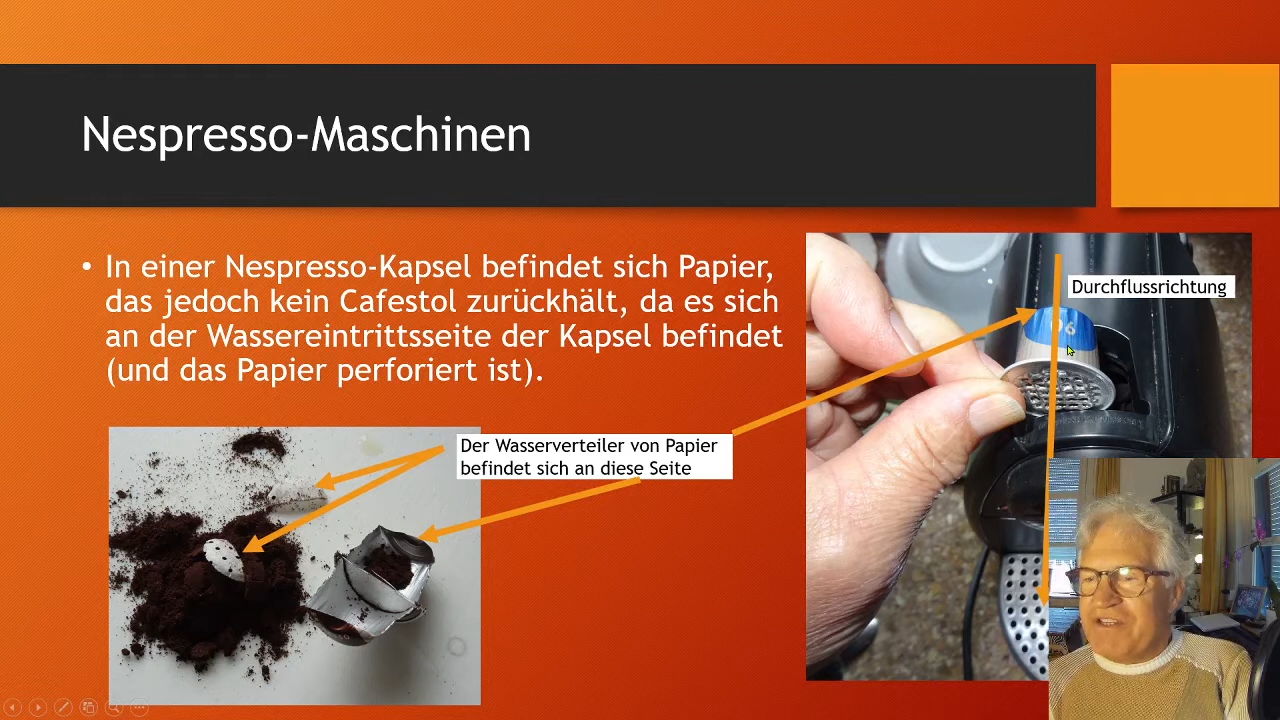 Nespresso-Maschinen
• In einer Nespresso-Kapsel befindet sich Papier,
das jedoch kein Cafestol zurückhält, da es sich
an der Wassereintrittsseite der Kapsel befindet
(und das Papier perforiert ist).
Durchflussrichtung
Der Wasserverteiler von Papier
befindet sich an diese Seite